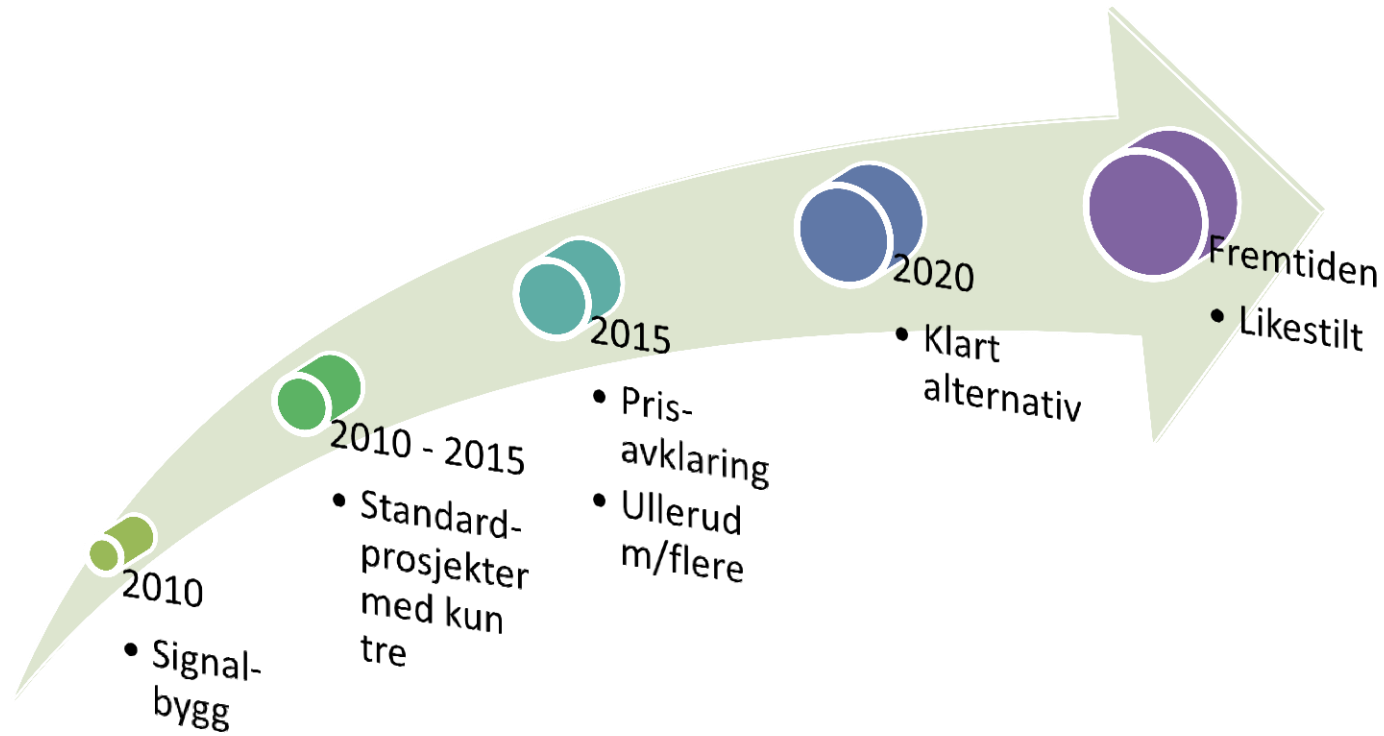 2010
• Signal-
bygg
2010 - 2015
• Standard-
prosjekter
med kun
tre
2015
• Pris-
avklaring
• Ullerud
m/flere
2020
• Klart
alternativ
Fremtiden
• Likestilt